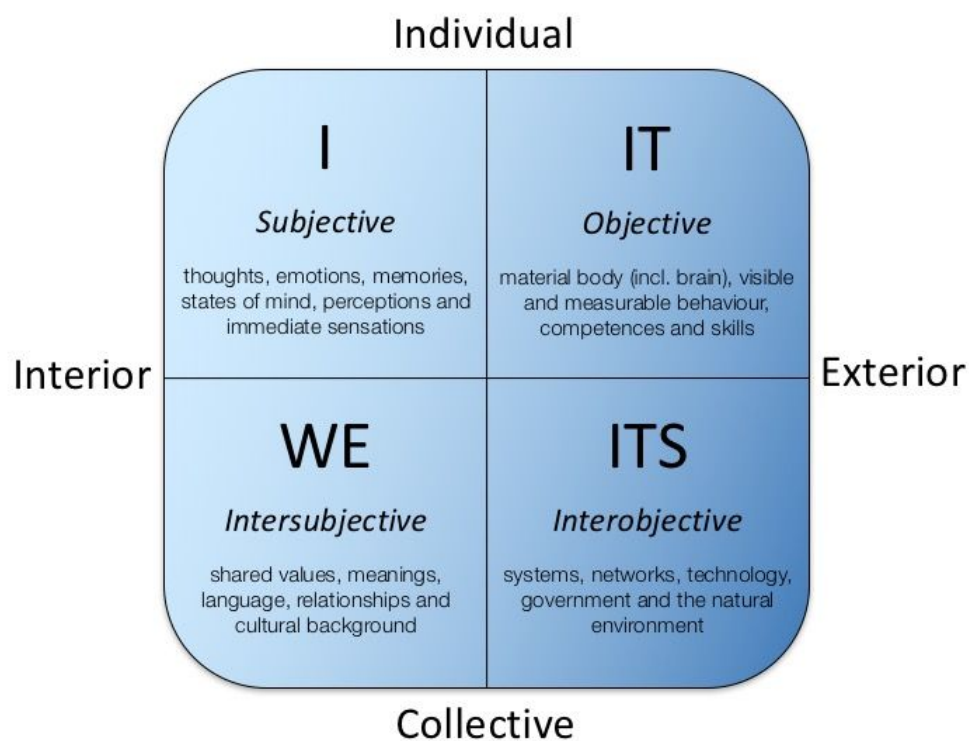 Individual
I
Subjective
thoughts, emotions, memories,
states of mind, perceptions and
immediate sensations
IT
Objective
material body (incl. brain), visible
and measurable behaviour,
competences and skills
Interior
Exterior
WE
Intersubjective
shared values, meanings,
language, relationships and
cultural background
ITS
Interobjective
systems, networks, technology,
government and the natural
environment
Collective